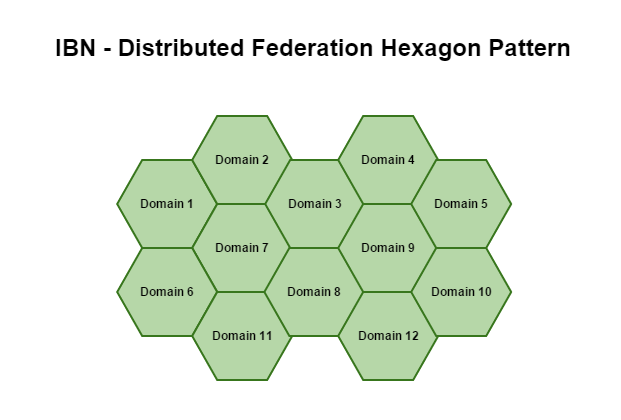 IBN - Distributed Federation Hexagon Pattern
Domain 2
Domain 4
Domain 1
Domain 3
Domain 5
Domain 7
Domain 9
Domain 6
Domain 8
Domain 10
Domain 11
Domain 12